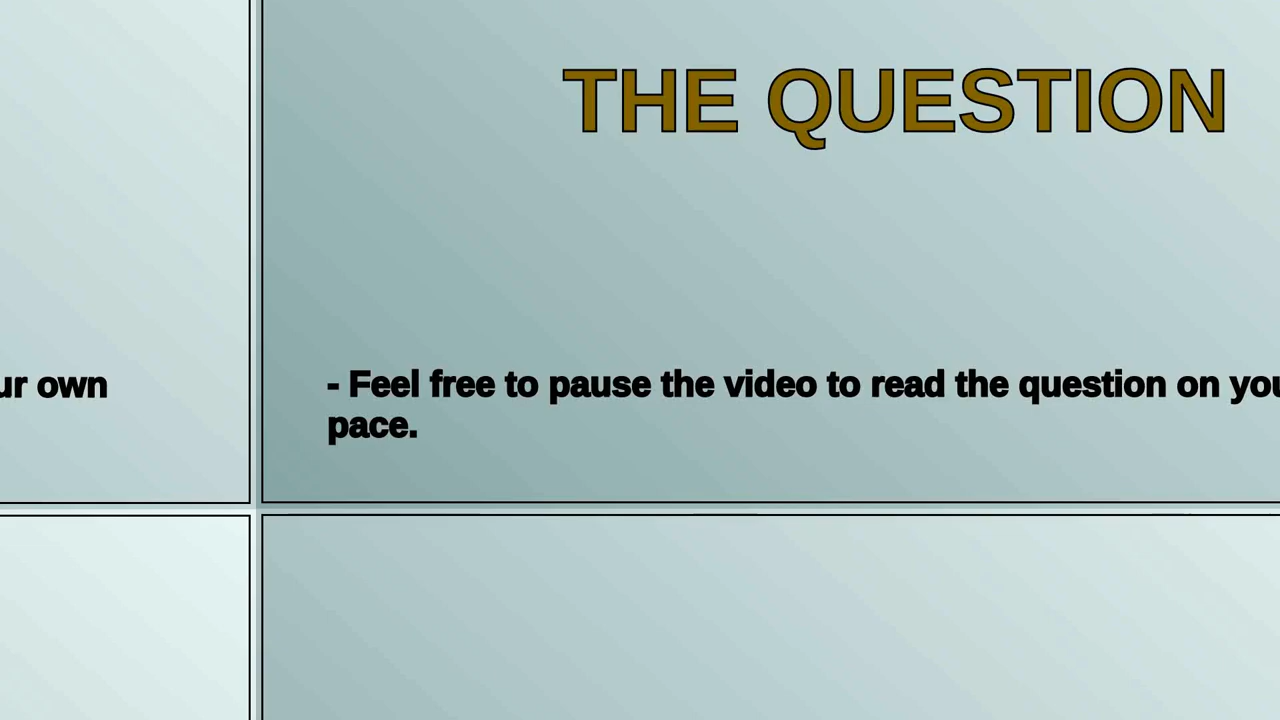 THE QUESTION
ur own
- Feel free to pause the video to read the question on you
pace.